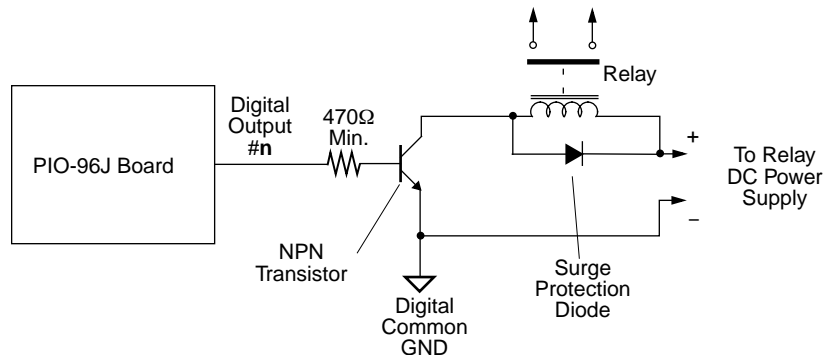 Relay
Digital
Output
#n
470Ω
Min.
PIO-96J Board
+
To Relay
DC Power
Supply
–
NPN
Transistor
Surge
Protection
Diode
Digital
Common
GND